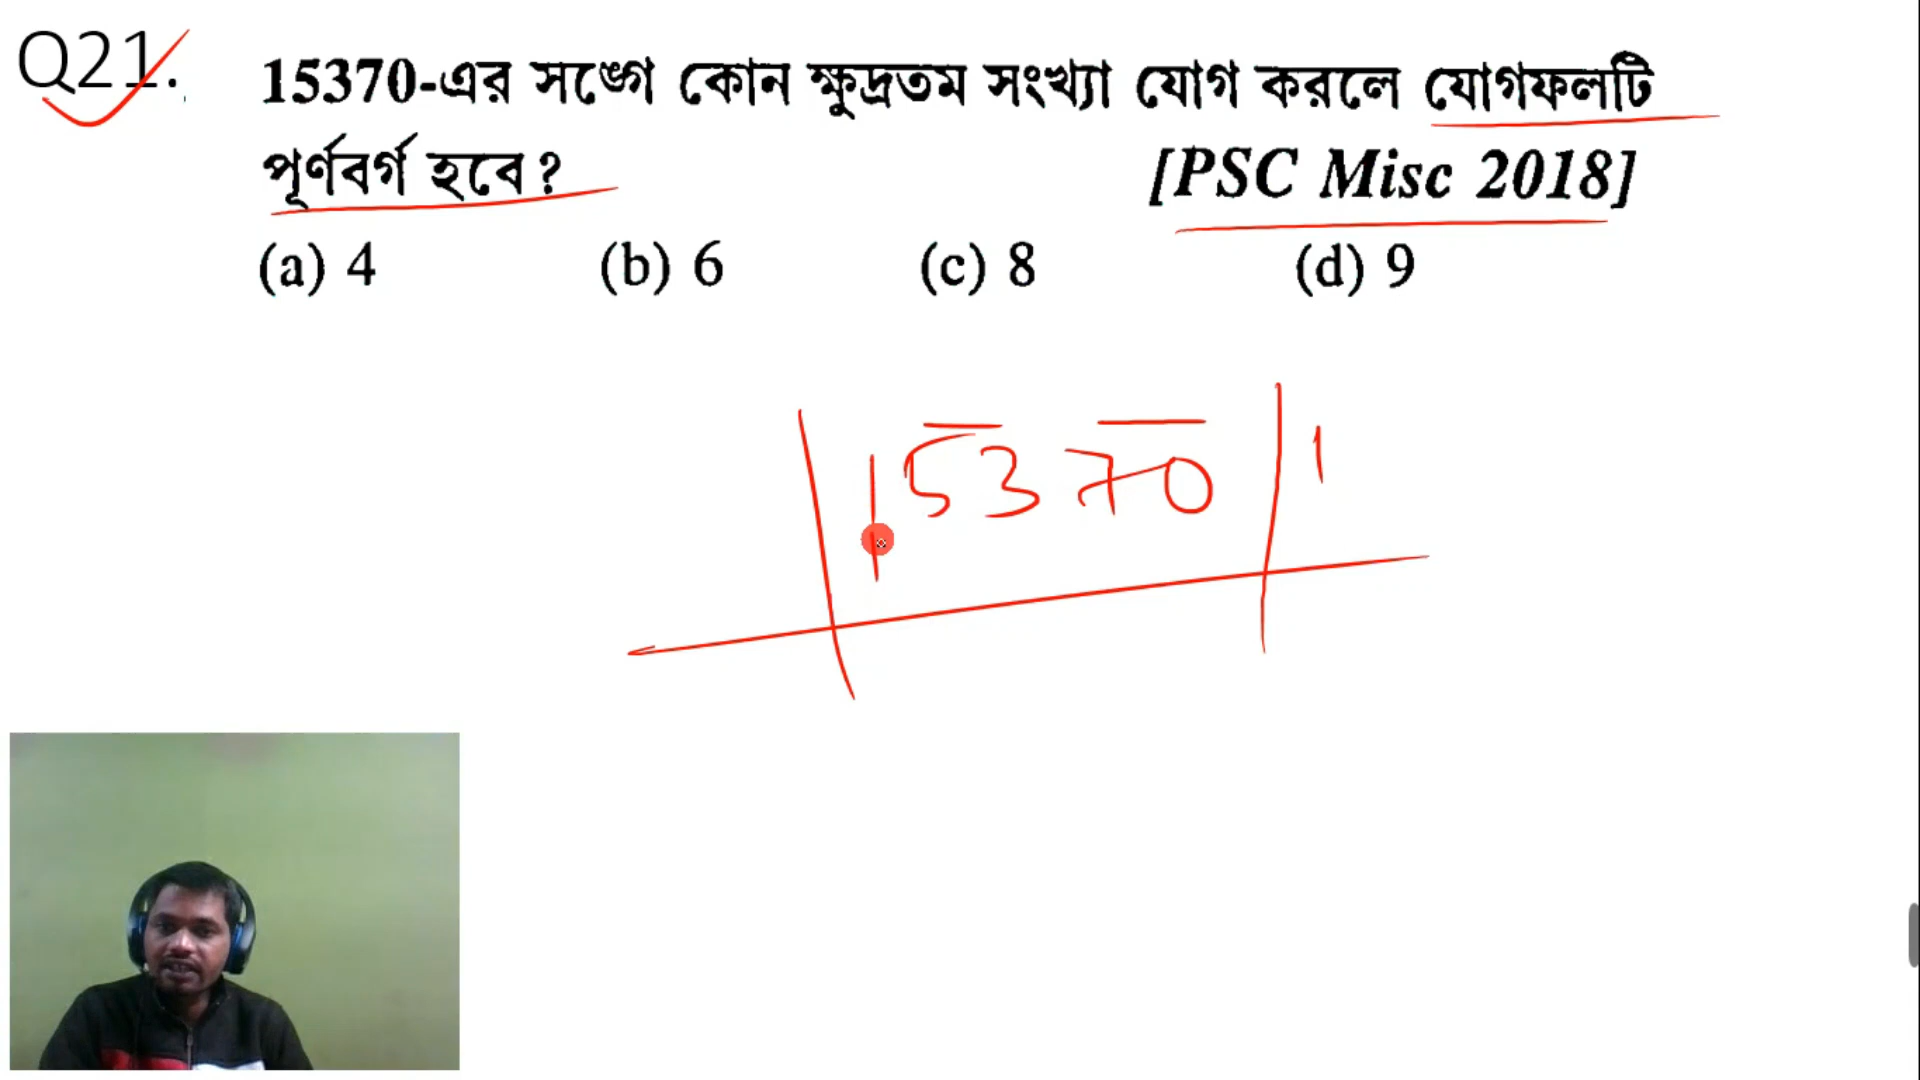 Q21.
15370-এর সঙ্গে কোন ক্ষুদ্রতম সংখ্যা যোগ করলে যোগফলটি
পূর্ণবর্গ হবে? [PSC Misc 2018]
(a) 4 (b) 6 (c) 8 (d) 9
15370 1